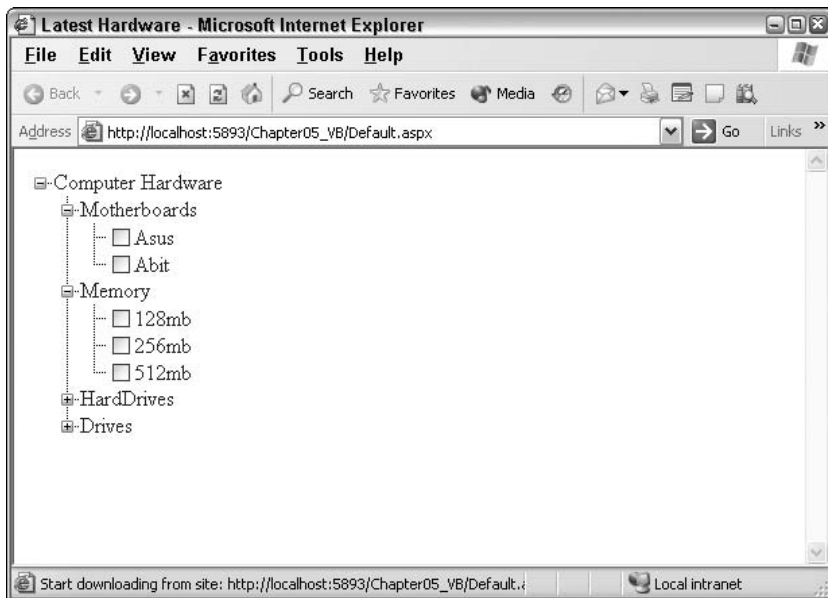 Latest Hardware - Microsoft Internet Explorer
File Edit View Favorites Tools Help
Back Search Favorites Media
Address http://localhost:5893/Chapter05_VB/Default.aspx Go Links »
Computer Hardware
Motherboards
Asus
Abit
Memory
128mb
256mb
512mb
HardDrives
Drives
Start downloading from site: http://localhost:5893/Chapter05_VB/Default.a Local intranet